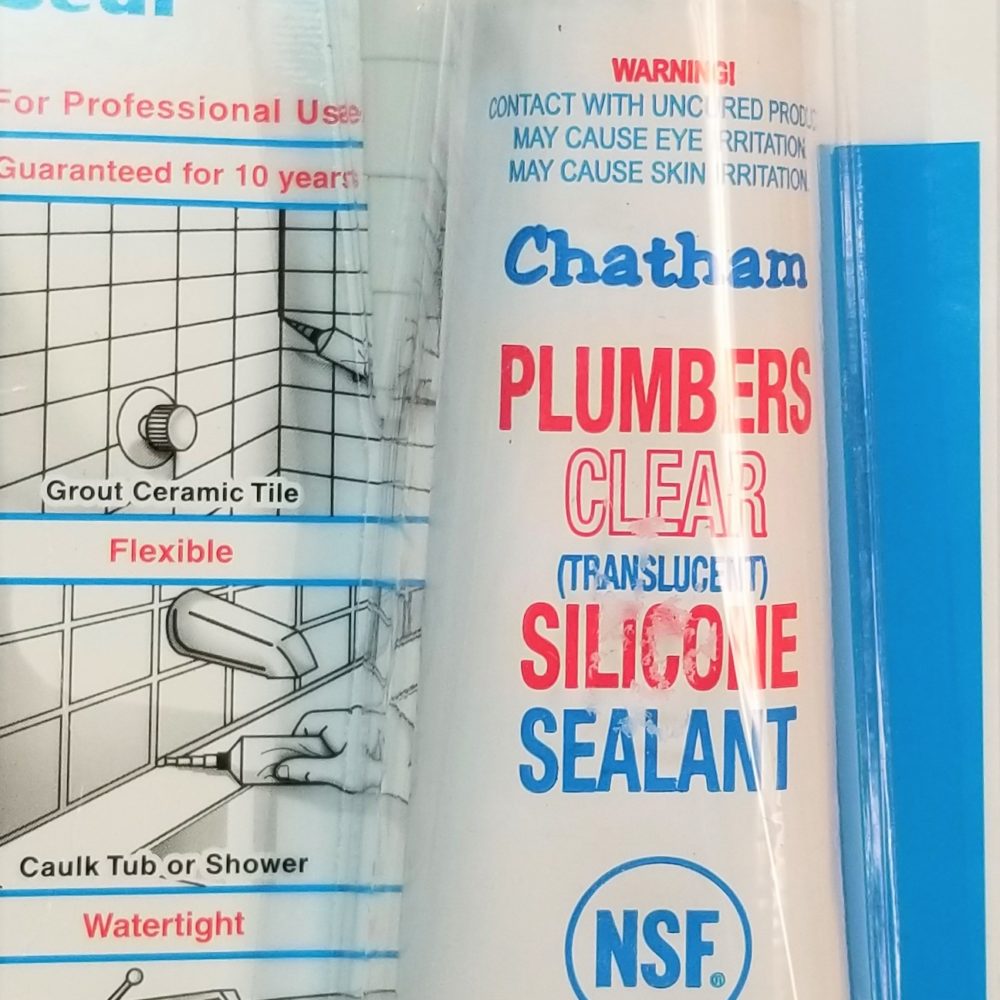 For Professional Use
Guaranteed for 10 years
Grout Ceramic Tile
Flexible
Caulk Tub or Shower
Watertight
WARNING!
CONTACT WITH UNCURED PRODUC
MAY CAUSE EYE IRRITATION
MAY CAUSE SKIN IRRITATION
Chatham
PLUMBERS
CLEAR
(TRANSLUCENT)
SILICONE
SEALANT
NSF